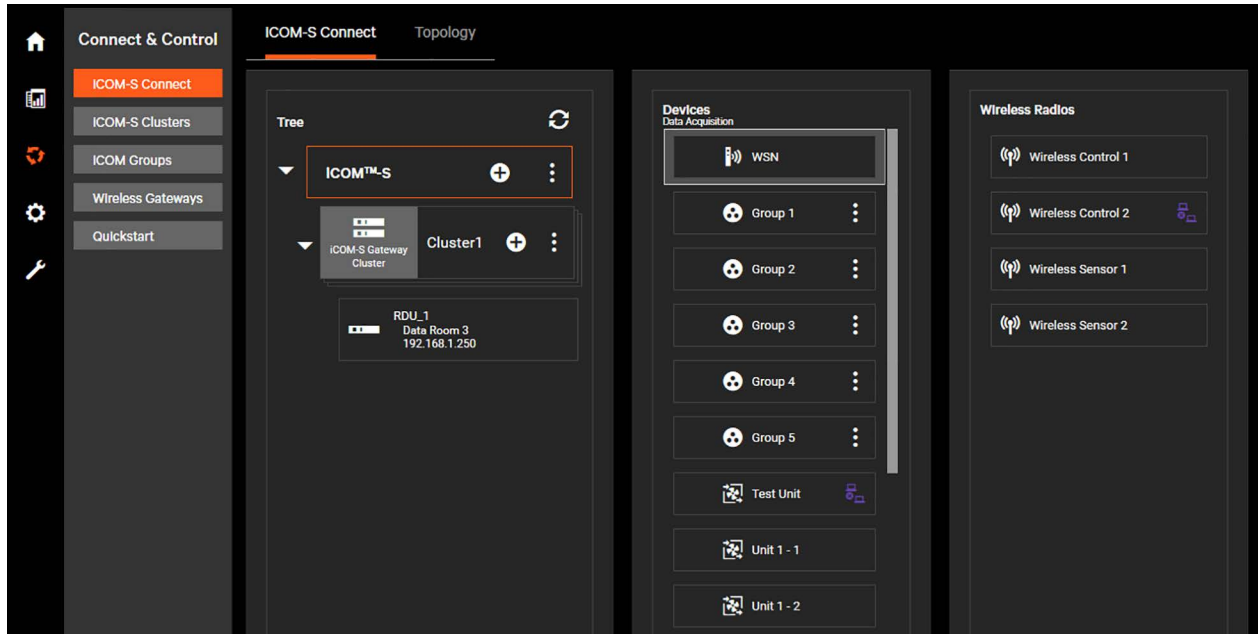 Connect & Control
ICOM-S Connect
ICOM-S Clusters
ICOM Groups
Wireless Gateways
Quickstart
ICOM-S Connect
Topology
Tree
ICOM™-S
iCOM-S Gateway
Cluster
Cluster1
RDU_1
Data Room 3
192.168.1.250
Devices
Data Acquisition
WSN
Group 1
Group 2
Group 3
Group 4
Group 5
Test Unit
Unit 1 - 1
Unit 1 - 2
Wireless Radios
Wireless Control 1
Wireless Control 2
Wireless Sensor 1
Wireless Sensor 2